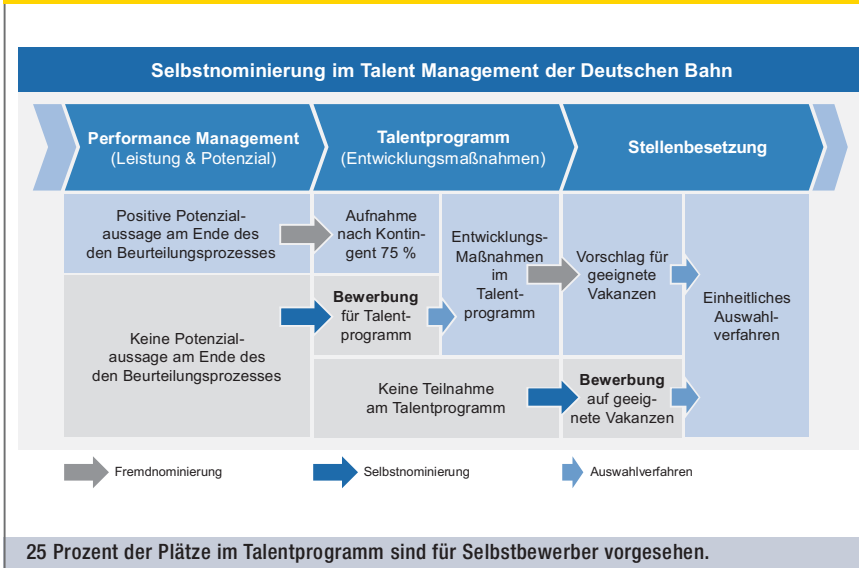 Selbstnominierung im Talent Management der Deutschen Bahn
Performance Management
(Leistung & Potenzial)
Talentprogramm
(Entwicklungsmaßnahmen)
Stellenbesetzung
Positive Potenzial-
aussage am Ende des
den Beurteilungsprozesses
Aufnahme
nach Kontin-
gent 75 %
Entwicklungs-
Maßnahmen
im
Talent-
programm
Vorschlag für
geeignete
Vakanzen
Einheitliches
Auswahl-
verfahren
Keine Potenzial-
aussage am Ende des
den Beurteilungsprozesses
Bewerbung
für Talent-
programm
Keine Teilnahme
am Talentprogramm
Bewerbung
auf geeig-
nete Vakanzen
Fremdnominierung
Selbstnominierung
Auswahlverfahren
25 Prozent der Plätze im Talentprogramm sind für Selbstbewerber vorgesehen.